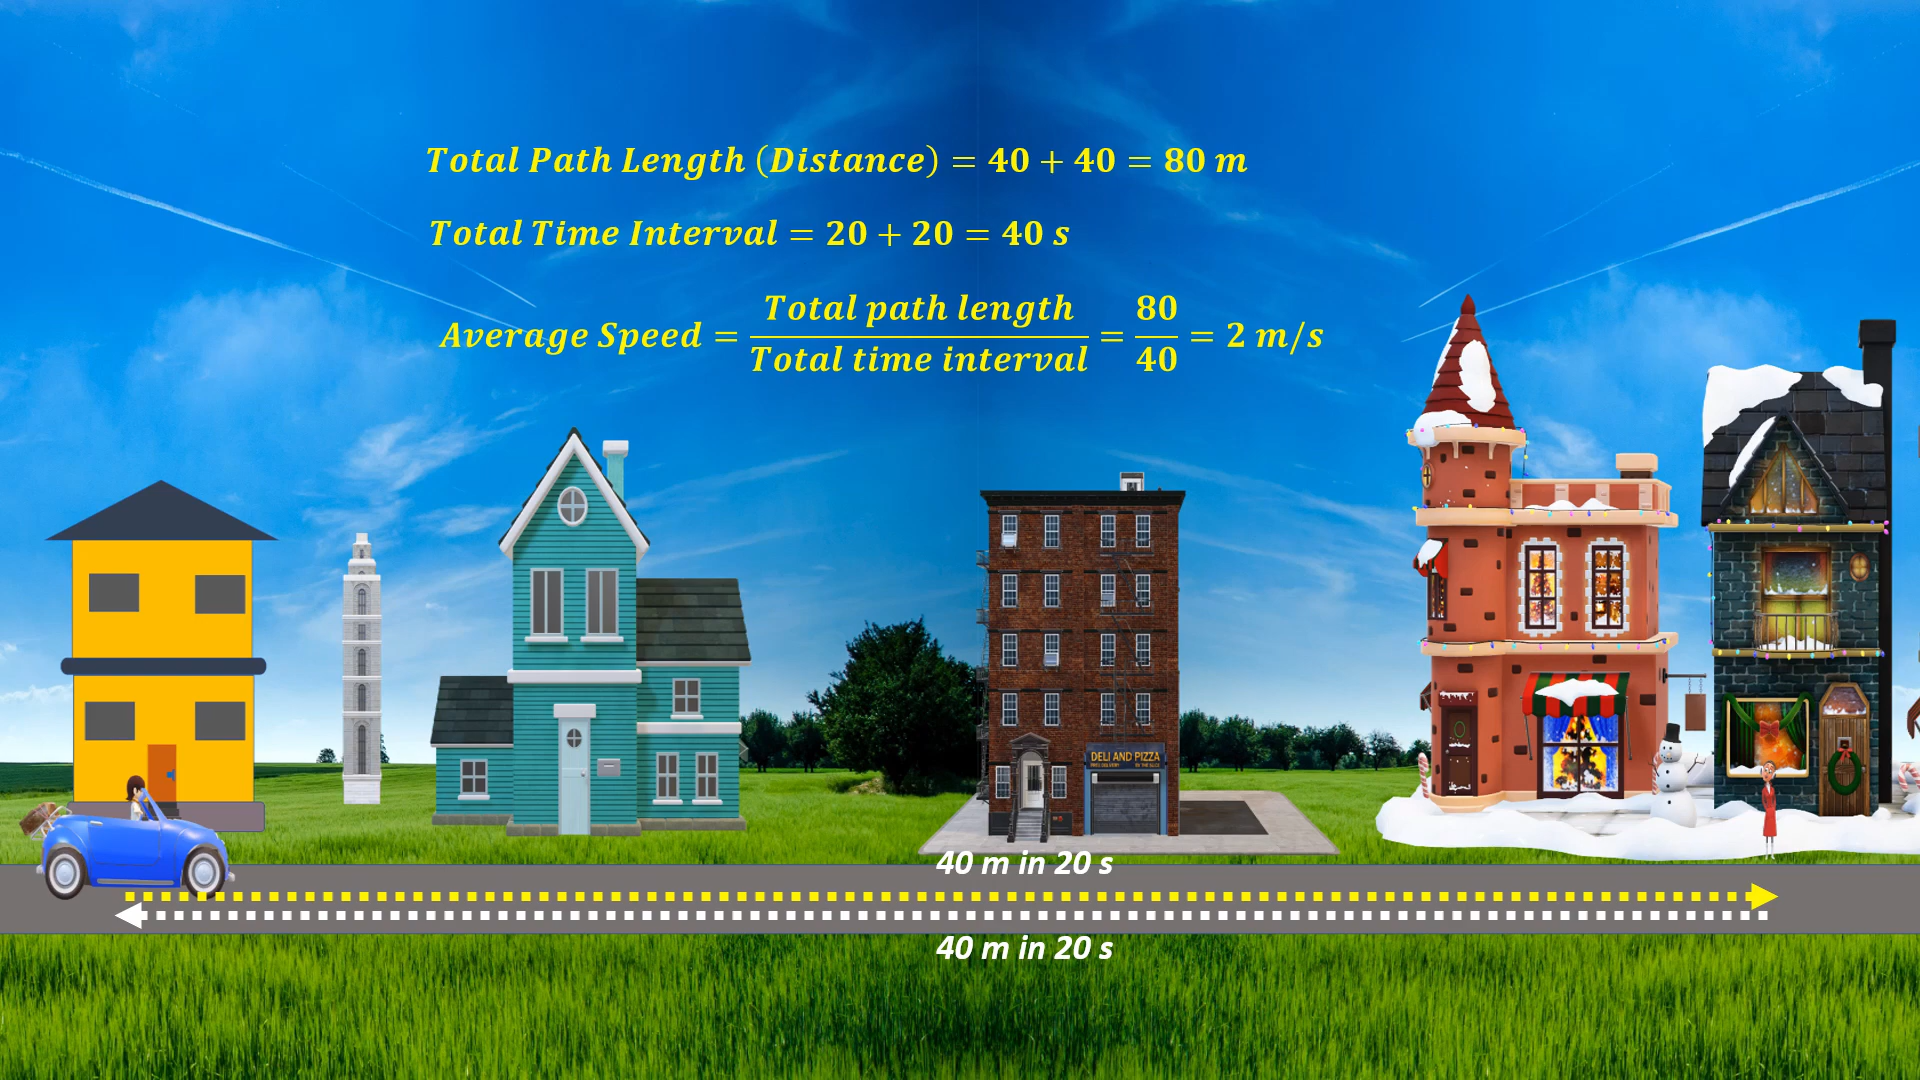 Total Path Length (Distance) = 40 + 40 = 80 m
Total Time Interval = 20 + 20 = 40 s
Average Speed = Total path length / Total time interval = 80 / 40 = 2 m/s
DELI AND PIZZA
40 m in 20 s
40 m in 20 s